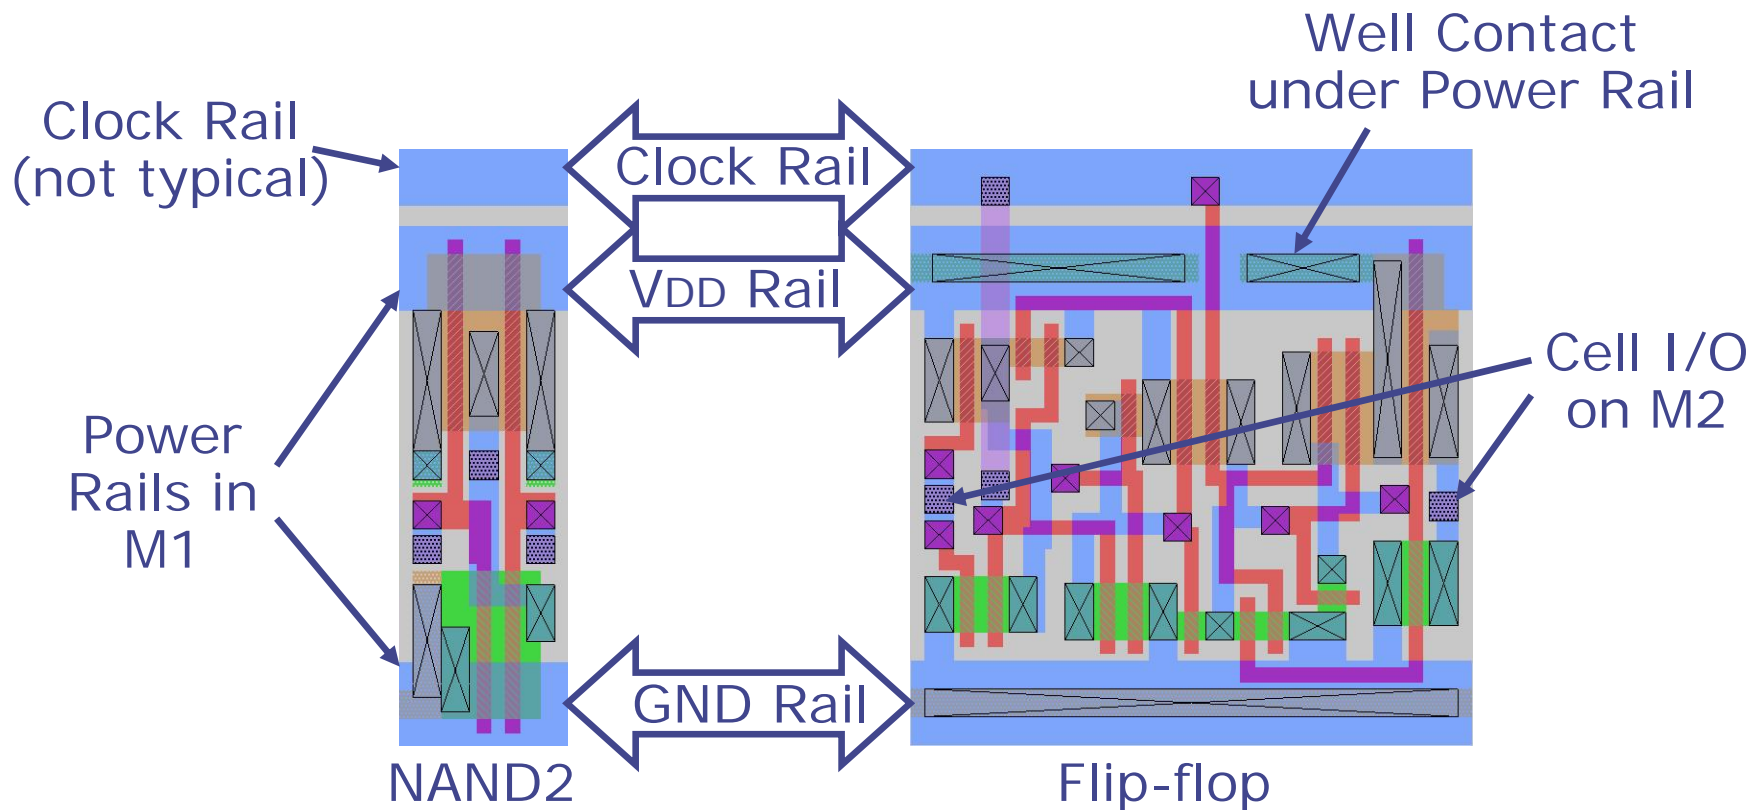 Well Contact
under Power Rail
Clock Rail
(not typical)
Clock Rail
VDD Rail
Cell I/O
on M2
Power
Rails in
M1
GND Rail
NAND2
Flip-flop